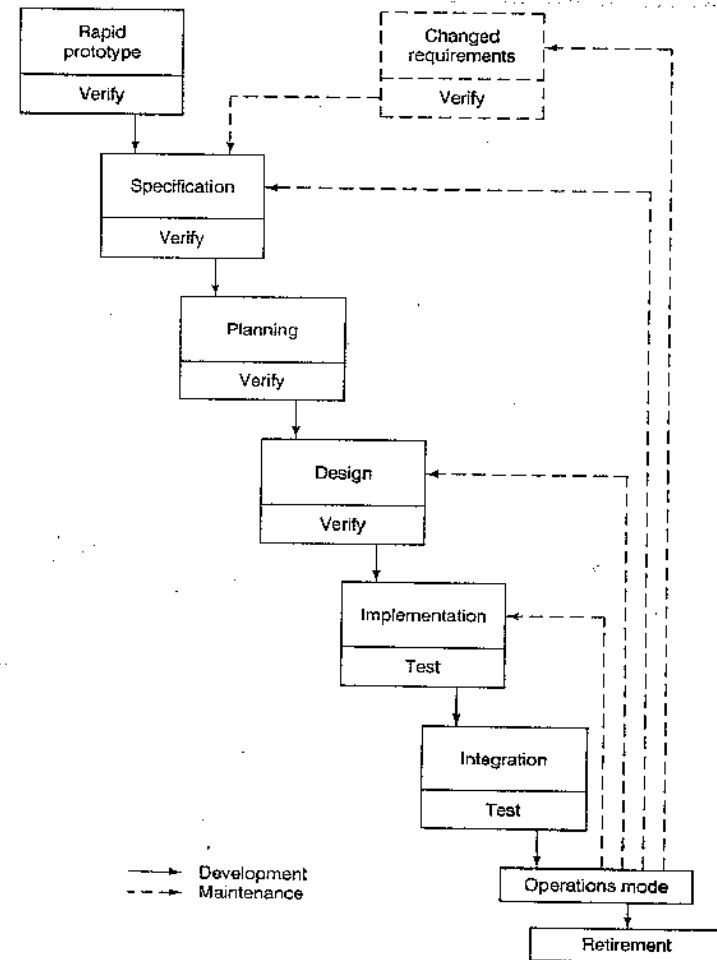 Rapid
prototype
Verify
Changed
requirements
Verify
Specification
Verify
Planning
Verify
Design
Verify
Implementation
Test
Integration
Test
Development
Maintenance
Operations mode
Retirement